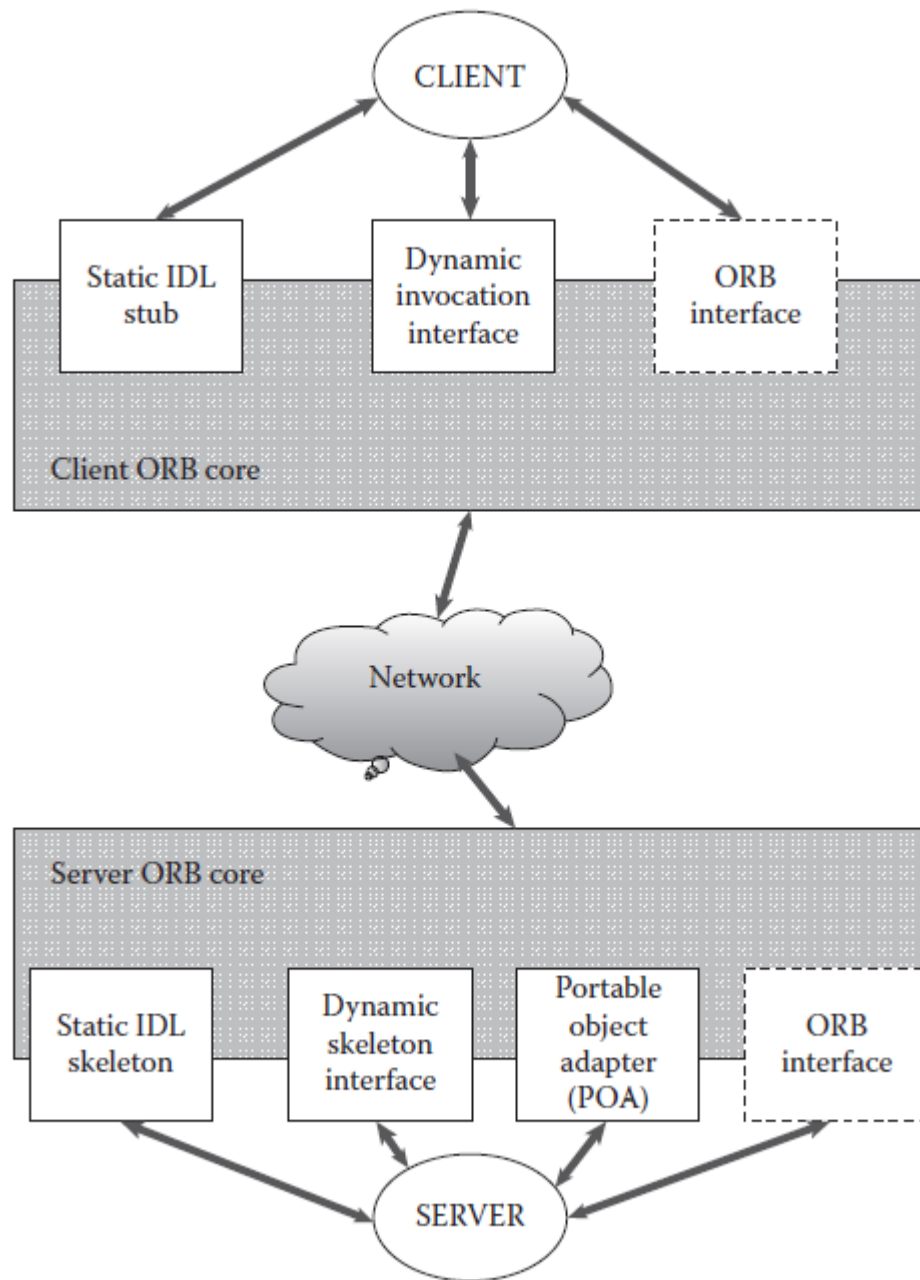 CLIENT
Static IDL
stub
Dynamic
invocation
interface
ORB
interface
Client ORB core
Network
Server ORB core
Static IDL
skeleton
Dynamic
skeleton
interface
Portable
object
adapter
(POA)
ORB
interface
SERVER